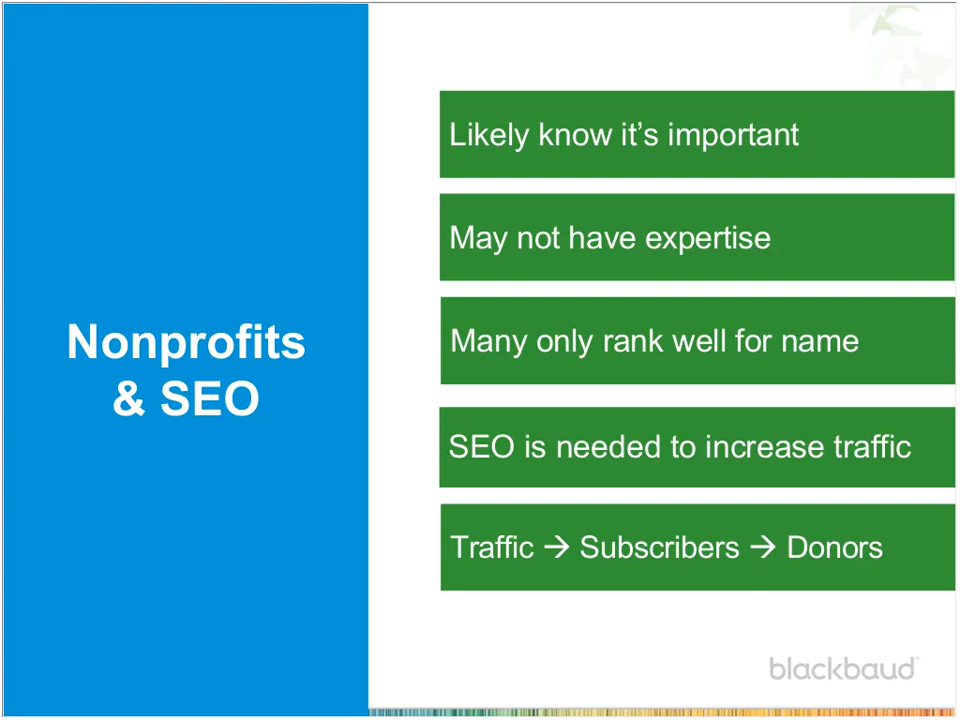 Nonprofits
& SEO
Likely know it’s important
May not have expertise
Many only rank well for name
SEO is needed to increase traffic
Traffic → Subscribers → Donors
blackbaud